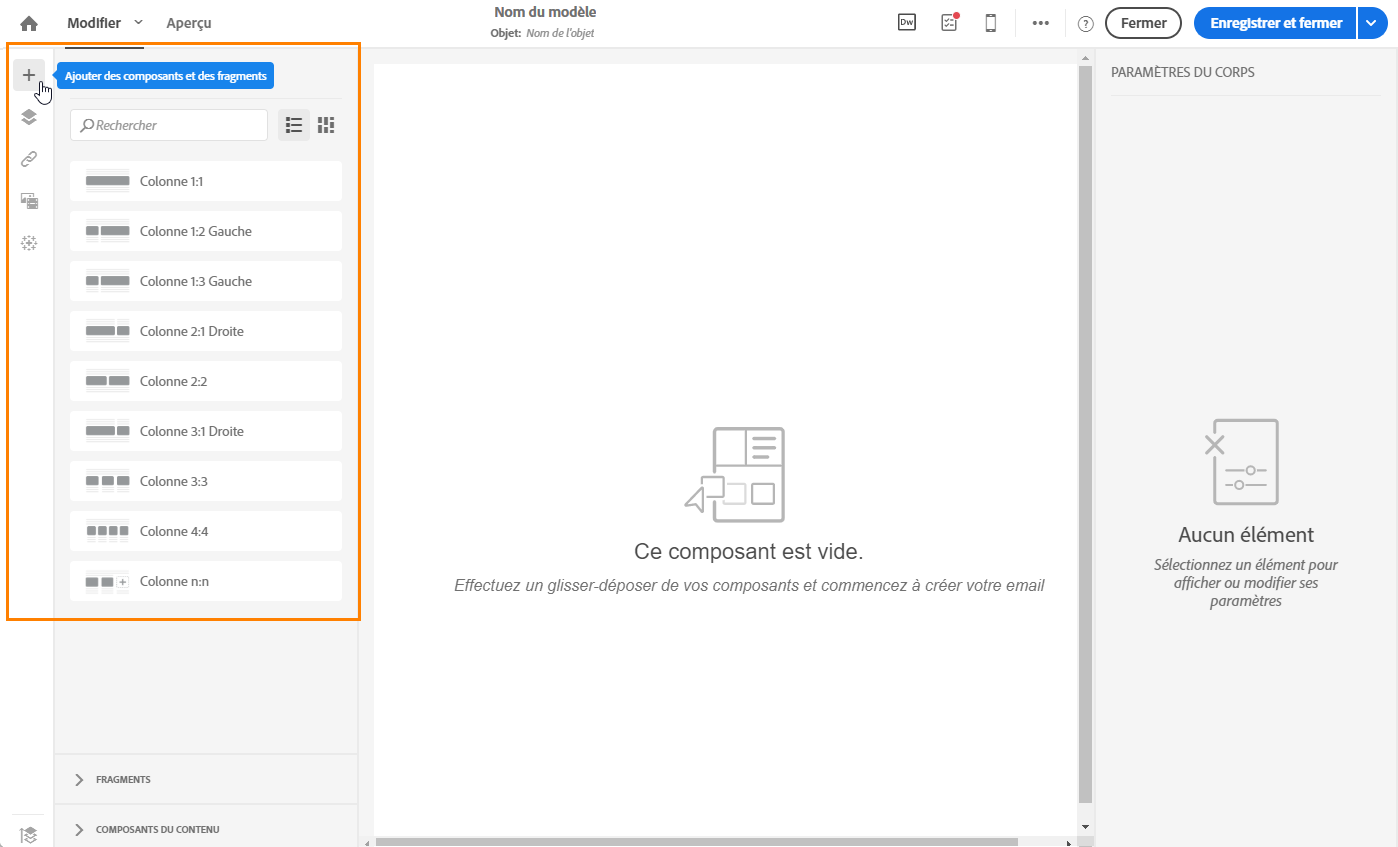 Modifier
Aperçu
Nom du modèle
Objet: Nom de l'objet
Dw
?
Fermer
Enregistrer et fermer
Ajouter des composants et des fragments
Rechercher
Colonne 1:1
Colonne 1:2 Gauche
Colonne 1:3 Gauche
Colonne 2:1 Droite
Colonne 2:2
Colonne 3:1 Droite
Colonne 3:3
Colonne 4:4
Colonne n:n
FRAGMENTS
COMPOSANTS DU CONTENU
Ce composant est vide.
Effectuez un glisser-déposer de vos composants et commencez à créer votre email
PARAMÈTRES DU CORPS
Aucun élément
Sélectionnez un élément pour
afficher ou modifier ses
paramètres